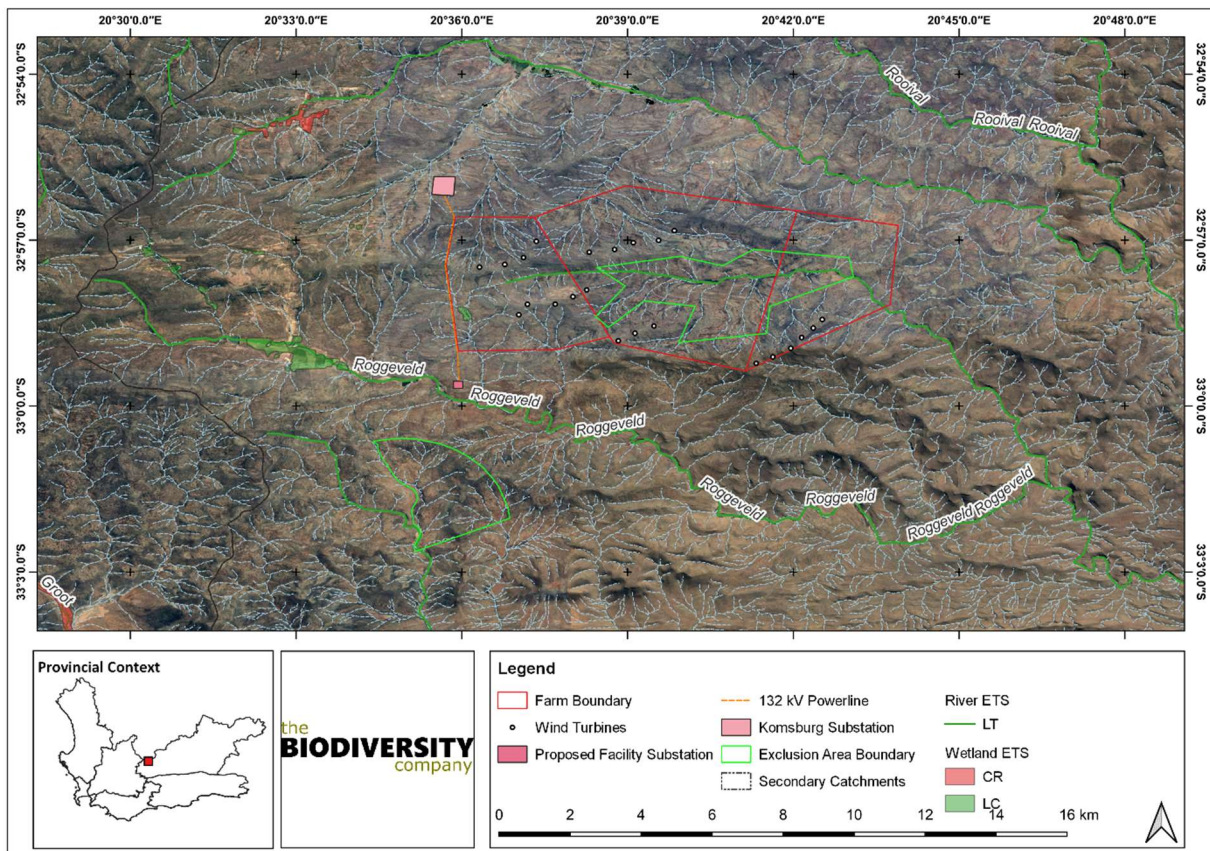 20°30'0.0"E 20°33'0.0"E 20°36'0.0"E 20°39'0.0"E 20°42'0.0"E 20°45'0.0"E 20°48'0.0"E
32°54'0.0"S
32°54'0.0"S
Rooival
Rooival Rooival
32°57'0.0"S
32°57'0.0"S
Roggeveld
Roggeveld
Roggeveld
33°0'0.0"S
33°0'0.0"S
Roggeveld
Roggeveld
Roggeveld Roggeveld
33°3'0.0"S
33°3'0.0"S
Groot
Provincial Context
the
BIODIVERSITY
company
Legend
Farm Boundary
Wind Turbines
Proposed Facility Substation
132 kV Powerline
Komsburg Substation
Exclusion Area Boundary
Secondary Catchments
River ETS
LT
Wetland ETS
CR
LC
0 2 4 6 8 10 12 14 16 km